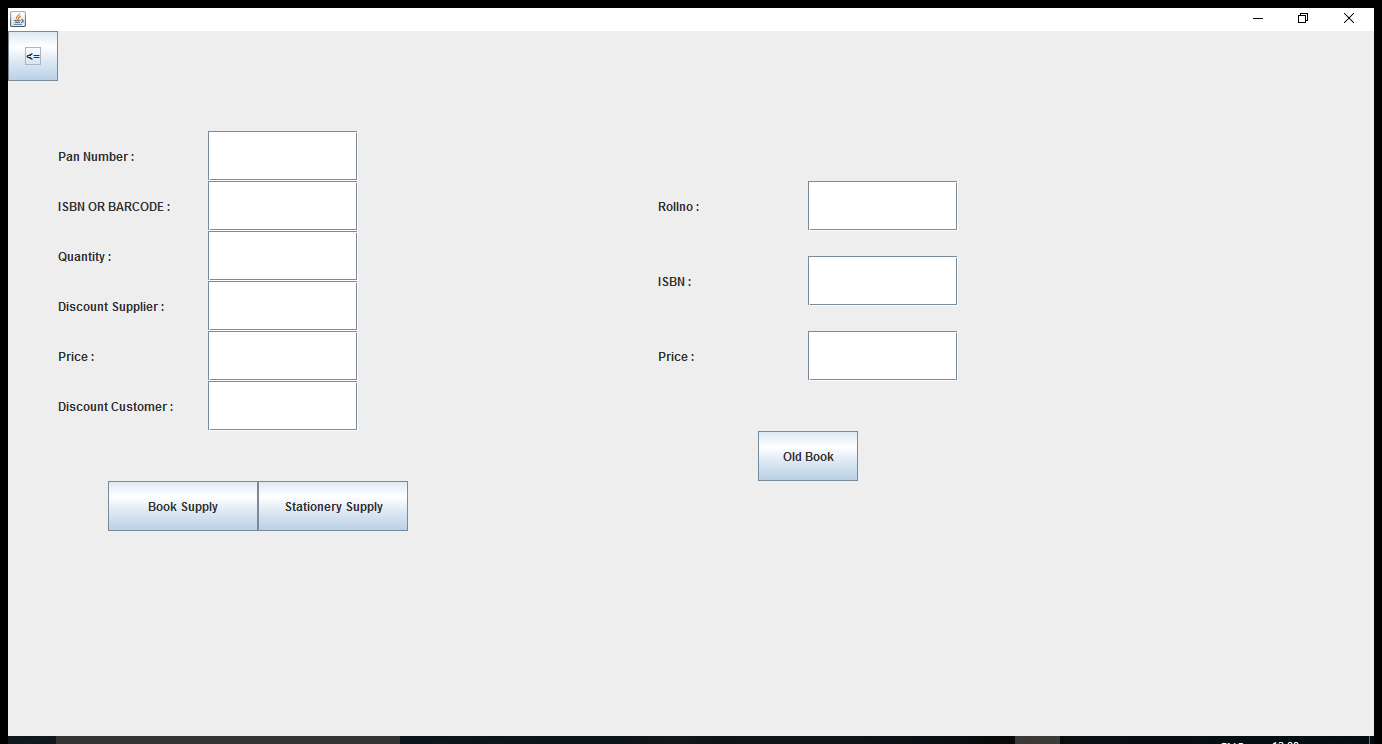 <=
Pan Number :
ISBN OR BARCODE :
Quantity :
Discount Supplier :
Price :
Discount Customer :
Book Supply
Stationery Supply
Rollno :
ISBN :
Price :
Old Book